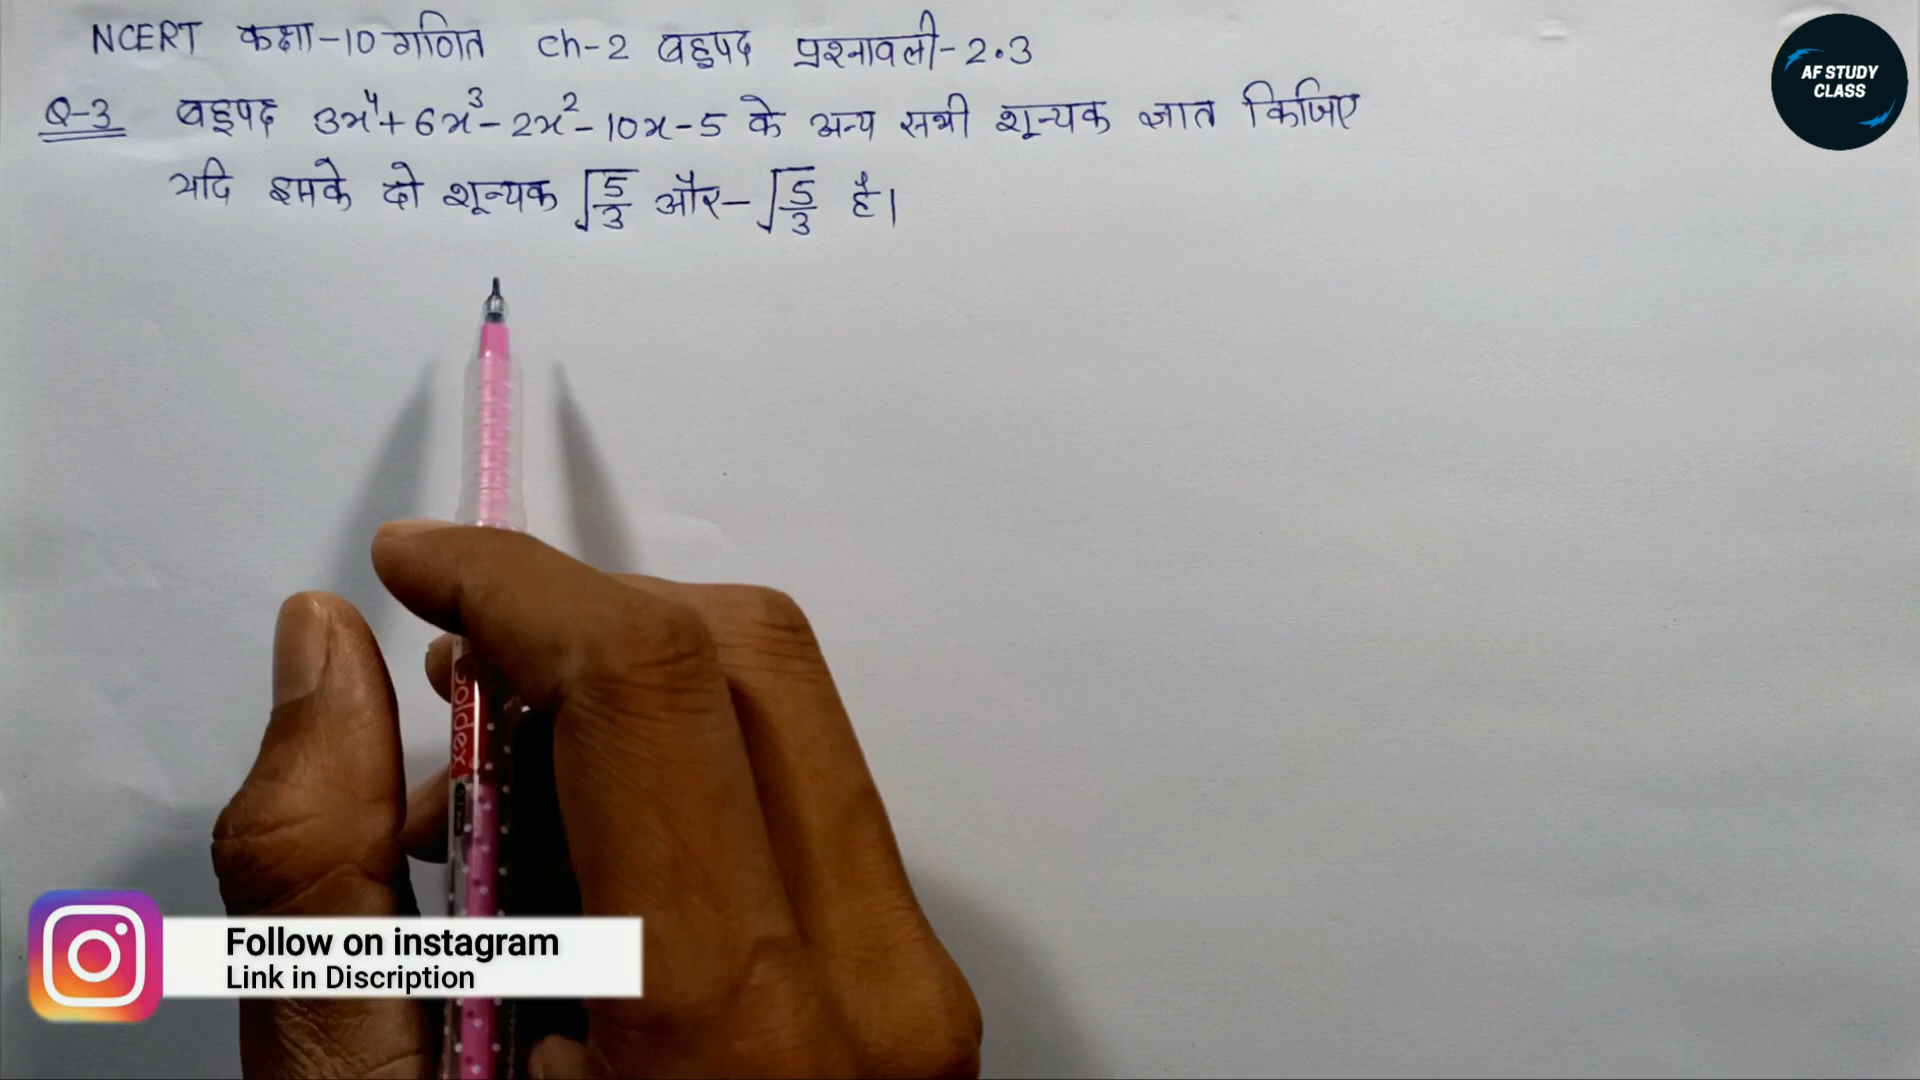 NCERT कक्षा-10 गणित ch-2 बहुपद प्रश्नावली-2.3
AF STUDY
CLASS
Q-3 बहुपद 3x⁴+6x³-2x²-10x-5 के अन्य सभी शून्यक ज्ञात किजिए
यदि इसके दो शून्यक √5/3 और -√5/3 है।
oldex
Follow on instagram
Link in Discription